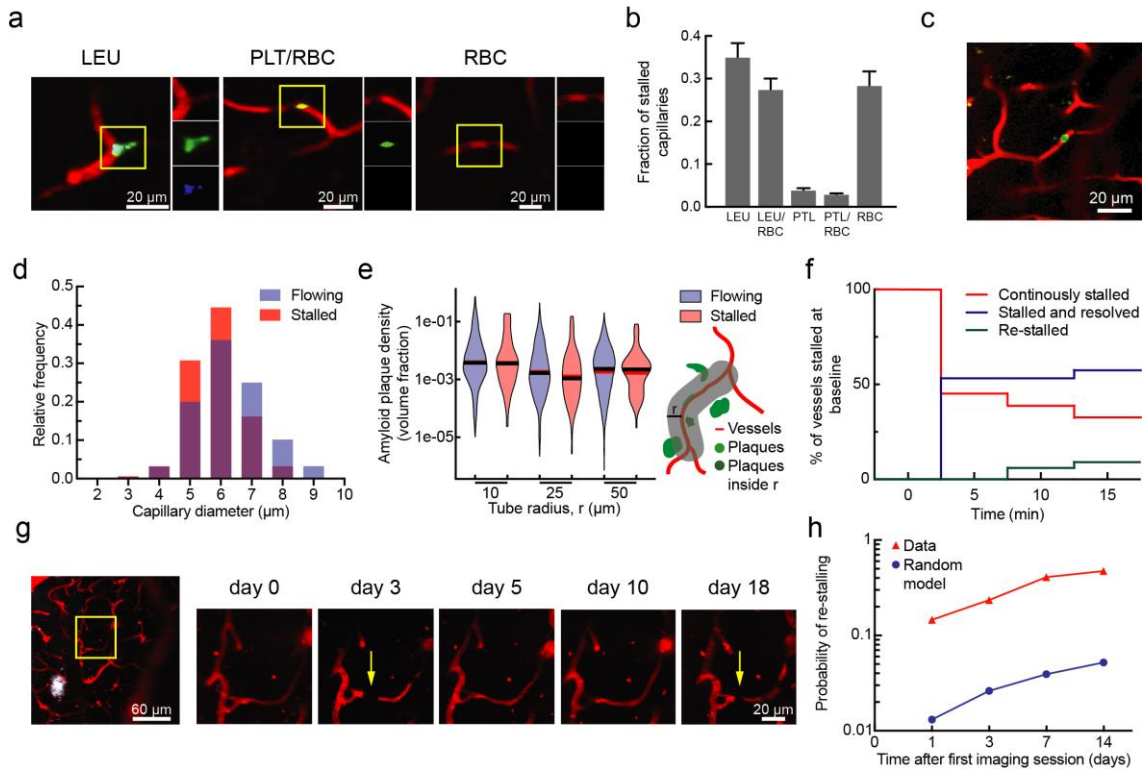 a
LEU
PLT/RBC
RBC
20 µm
20 µm
20 µm
b
Fraction of stalled
capillaries
0.4
0.3
0.2
0.1
0.0
LEU
LEU/
RBC
PTL
PTL/
RBC
RBC
c
20 µm
d
Relative frequency
0.5
0.4
0.3
0.2
0.1
0.0
Flowing
Stalled
2 3 4 5 6 7 8 9 10
Capillary diameter (µm)
e
Amyloid plaque density
(volume fraction)
1e-01
1e-03
1e-05
10 25 50
Tube radius, r (µm)
Flowing
Stalled
r
Vessels
Plaques
Plaques
inside r
f
% of vessels stalled at
baseline
100
50
0
Continously stalled
Stalled and resolved
Re-stalled
0 5 10 15
Time (min)
g
60 µm
day 0
day 3
day 5
day 10
day 18
20 µm
h
Probability of re-stalling
1
0.1
0.01
Data
Random
model
0 1 3 7 14
Time after first imaging session (days)